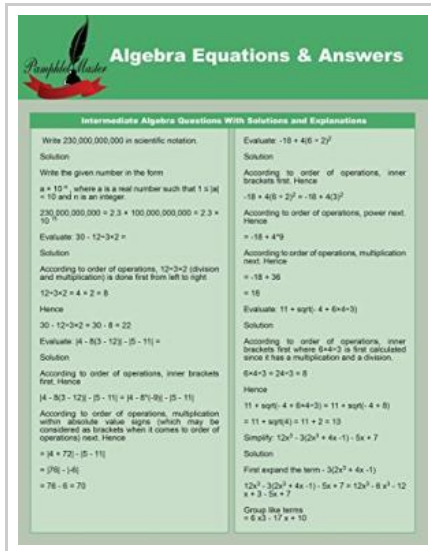 Pamphlet Master
Algebra Equations & Answers
Intermediate Algebra Questions With Solutions and Explanations
Write 230,000,000,000 in scientific notation.
Solution
Write the given number in the form
a × 10 ⁿ , where a is a real number such that 1 ≤ |a|
< 10 and n is an integer.
230,000,000,000 = 2.3 × 100,000,000,000 = 2.3 ×
10 ¹¹
Evaluate: 30 - 12÷3×2 =
Solution
According to order of operations, 12÷3×2 (division
and multiplication) is done first from left to right
12÷3×2 = 4 × 2 = 8
Hence
30 - 12÷3×2 = 30 - 8 = 22
Evaluate: |4 - 8(3 - 12)| - |5 - 11| =
Solution
According to order of operations, inner brackets
first. Hence
|4 - 8(3 - 12)| - |5 - 11| = |4 - 8*(-9)| - |5 - 11|
According to order of operations, multiplication
within absolute value signs (which may be
considered as brackets when it comes to order of
operations) next. Hence
= |4 + 72| - |5 - 11|
= |76| - |-6|
= 76 - 6 = 70
Evaluate: -18 + 4(6 ÷ 2)²
Solution
According to order of operations, inner
brackets first. Hence
-18 + 4(6 ÷ 2)² = -18 + 4(3)²
According to order of operations, power next.
Hence
= -18 + 4*9
According to order of operations, multiplication
next. Hence
= -18 + 36
= 18
Evaluate: 11 + sqrt(- 4 + 6×4÷3)
Solution
According to order of operations, inner
brackets first where 6×4÷3 is first calculated
since it has a multiplication and a division.
6×4÷3 = 24÷3 = 8
Hence
11 + sqrt(- 4 + 6×4÷3) = 11 + sqrt(- 4 + 8)
= 11 + sqrt(4) = 11 + 2 = 13
Simplify: 12x³ - 3(2x³ + 4x -1) - 5x + 7
Solution
First expand the term - 3(2x³ + 4x -1)
12x³ - 3(2x³ + 4x -1) - 5x + 7 = 12x³ - 6 x³ - 12
x + 3 - 5x + 7
Group like terms
= 6 x3 - 17 x + 10